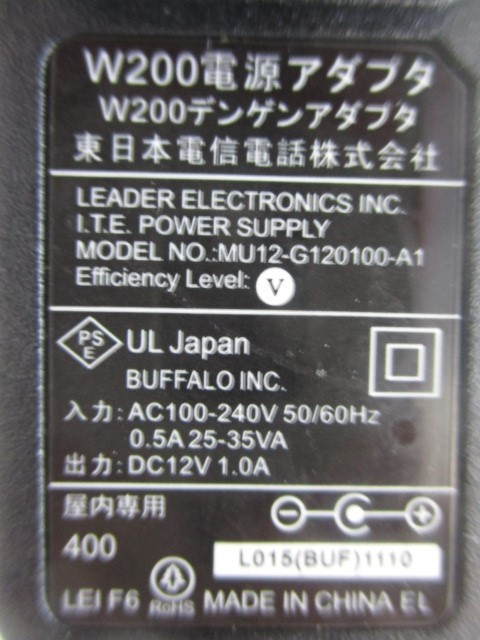 W200電源アダプタ
W200デンゲンアダプタ
東日本電信電話株式会社
LEADER ELECTRONICS INC.
I.T.E. POWER SUPPLY
MODEL NO.:MU12-G120100-A1
Efficiency Level: V
PS E UL Japan
BUFFALO INC.
入力: AC100-240V 50/60Hz
0.5A 25-35VA
出力: DC12V 1.0A
屋内専用
400
L015(BUF)1110
LEI F6 RoHS MADE IN CHINA EL